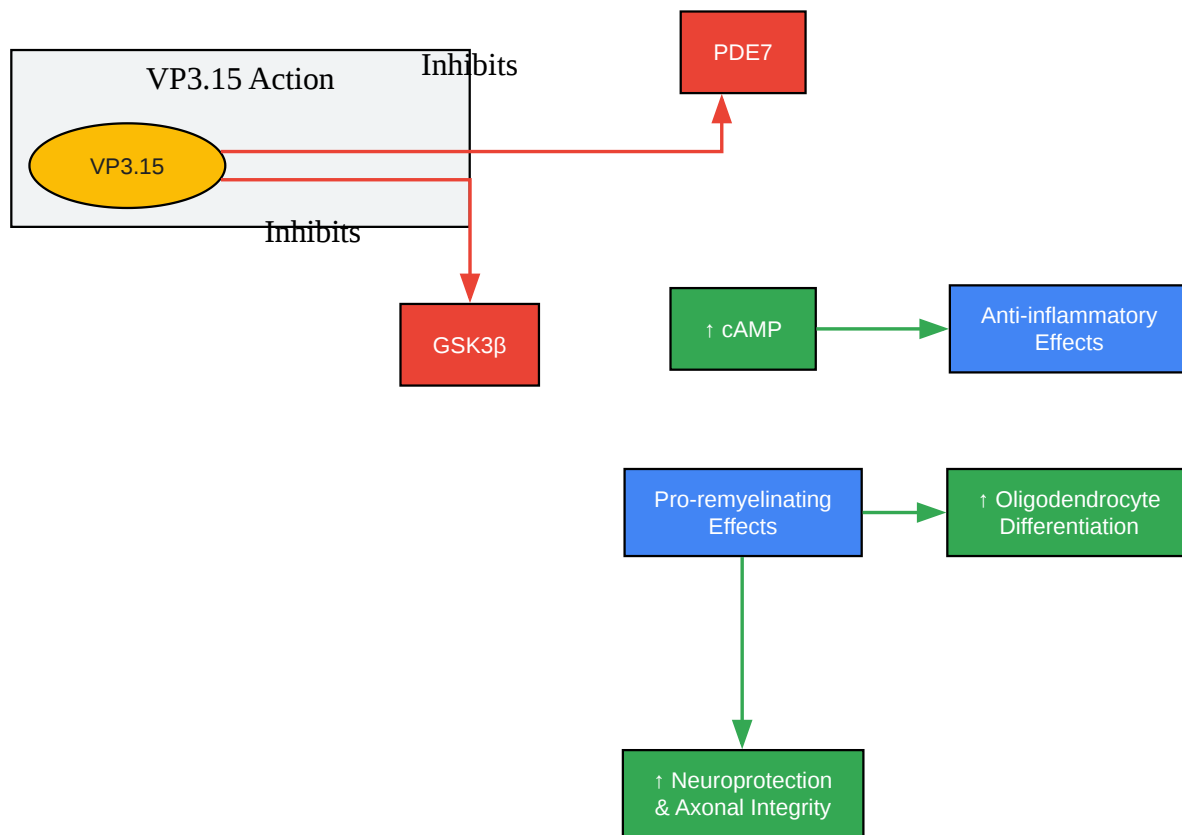 PDE7
Inhibits
VP3.15 Action
VP3.15
Inhibits
GSK3β
↑ cAMP
Anti-inflammatory
Effects
Pro-remyelinating
Effects
↑ Oligodendrocyte
Differentiation
↑ Neuroprotection
& Axonal Integrity